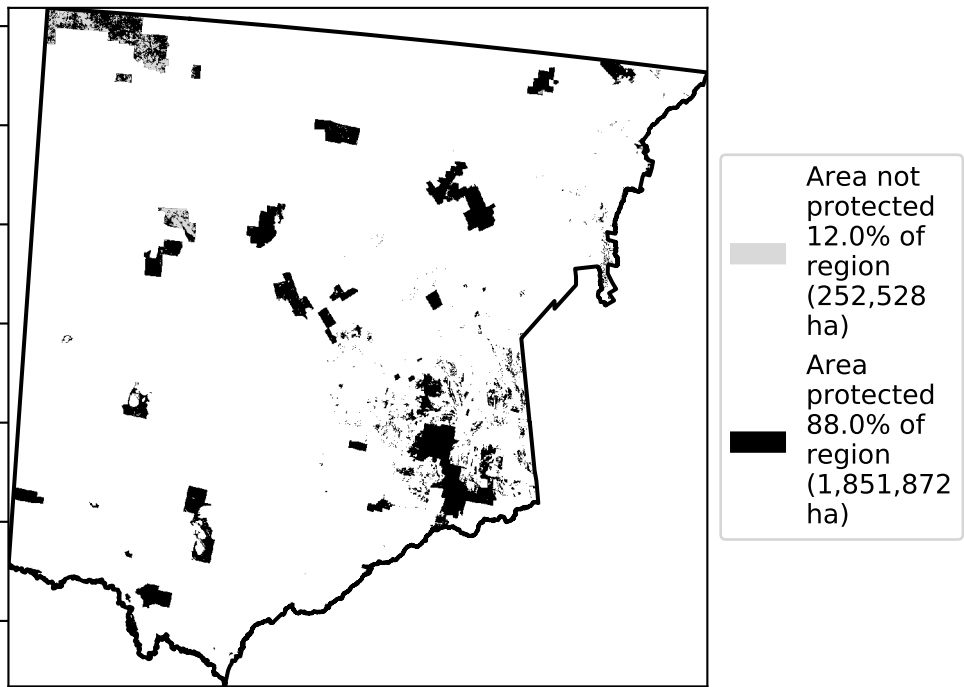 Area not
protected
12.0% of
region
(252,528
ha)
Area
protected
88.0% of
region
(1,851,872
ha)